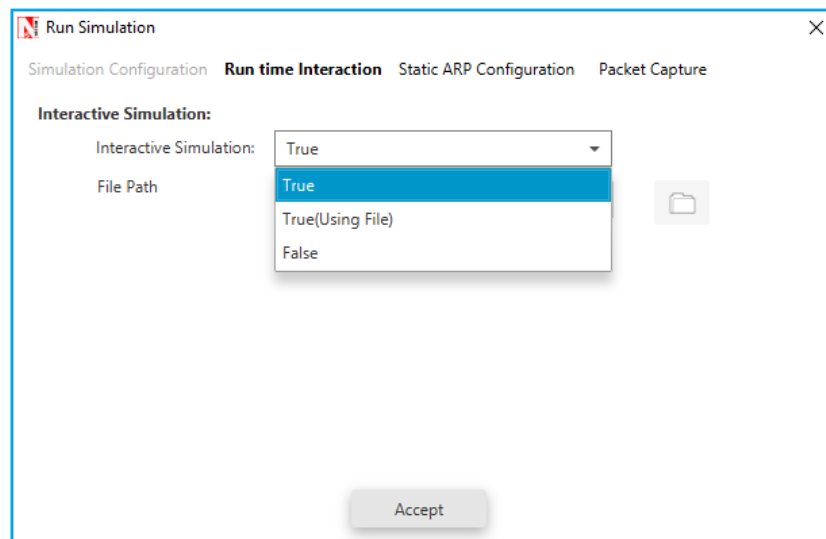 Run Simulation
Simulation Configuration Run time Interaction Static ARP Configuration Packet Capture
Interactive Simulation:
Interactive Simulation: True
File Path
True
True(Using File)
False
Accept